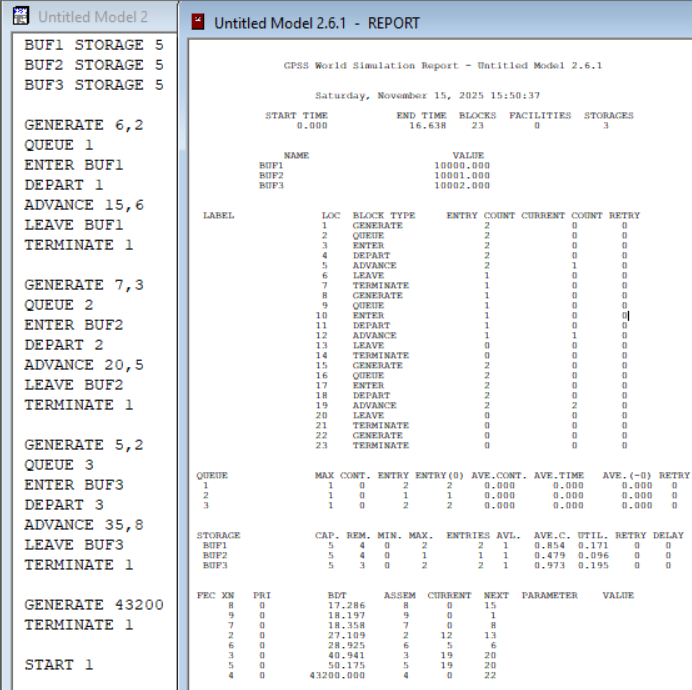 Untitled Model 2
BUF1 STORAGE 5
BUF2 STORAGE 5
BUF3 STORAGE 5
GENERATE 6,2
QUEUE 1
ENTER BUF1
DEPART 1
ADVANCE 15,6
LEAVE BUF1
TERMINATE 1
GENERATE 7,3
QUEUE 2
ENTER BUF2
DEPART 2
ADVANCE 20,5
LEAVE BUF2
TERMINATE 1
GENERATE 5,2
QUEUE 3
ENTER BUF3
DEPART 3
ADVANCE 35,8
LEAVE BUF3
TERMINATE 1
GENERATE 43200
TERMINATE 1
START 1
Untitled Model 2.6.1 - REPORT
GPSS World Simulation Report - Untitled Model 2.6.1
Saturday, November 15, 2025 15:50:37
START TIME END TIME BLOCKS FACILITIES STORAGES
0.000 16.638 23 0 3
NAME VALUE
BUF1 10000.000
BUF2 10001.000
BUF3 10002.000
LABEL LOC BLOCK TYPE ENTRY COUNT CURRENT COUNT RETRY
1 GENERATE 2 0 0
2 QUEUE 2 0 0
3 ENTER 2 0 0
4 DEPART 2 0 0
5 ADVANCE 2 1 0
6 LEAVE 1 0 0
7 TERMINATE 1 0 0
8 GENERATE 1 0 0
9 QUEUE 1 0 0
10 ENTER 1 0 0
11 DEPART 1 0 0
12 ADVANCE 1 1 0
13 LEAVE 0 0 0
14 TERMINATE 0 0 0
15 GENERATE 2 0 0
16 QUEUE 2 0 0
17 ENTER 2 0 0
18 DEPART 2 0 0
19 ADVANCE 2 2 0
20 LEAVE 0 0 0
21 TERMINATE 0 0 0
22 GENERATE 0 0 0
23 TERMINATE 0 0 0
QUEUE MAX CONT. ENTRY ENTRY(0) AVE.CONT. AVE.TIME AVE.(-0) RETRY
1 1 0 2 2 0.000 0.000 0.000 0
2 1 0 1 1 0.000 0.000 0.000 0
3 1 0 2 2 0.000 0.000 0.000 0
STORAGE CAP. REM. MIN. MAX. ENTRIES AVL. AVE.C. UTIL. RETRY DELAY
BUF1 5 4 0 2 2 1 0.854 0.171 0 0
BUF2 5 4 0 1 1 1 0.479 0.096 0 0
BUF3 5 3 0 2 2 1 0.973 0.195 0 0
FEC XN PRI BDT ASSEM CURRENT NEXT PARAMETER VALUE
8 0 17.286 8 0 15
9 0 18.197 9 0 1
7 0 18.358 7 0 8
2 0 27.109 2 12 13
6 0 28.925 6 5 6
3 0 40.941 3 19 20
5 0 50.175 5 19 20
4 0 43200.000 4 0 22